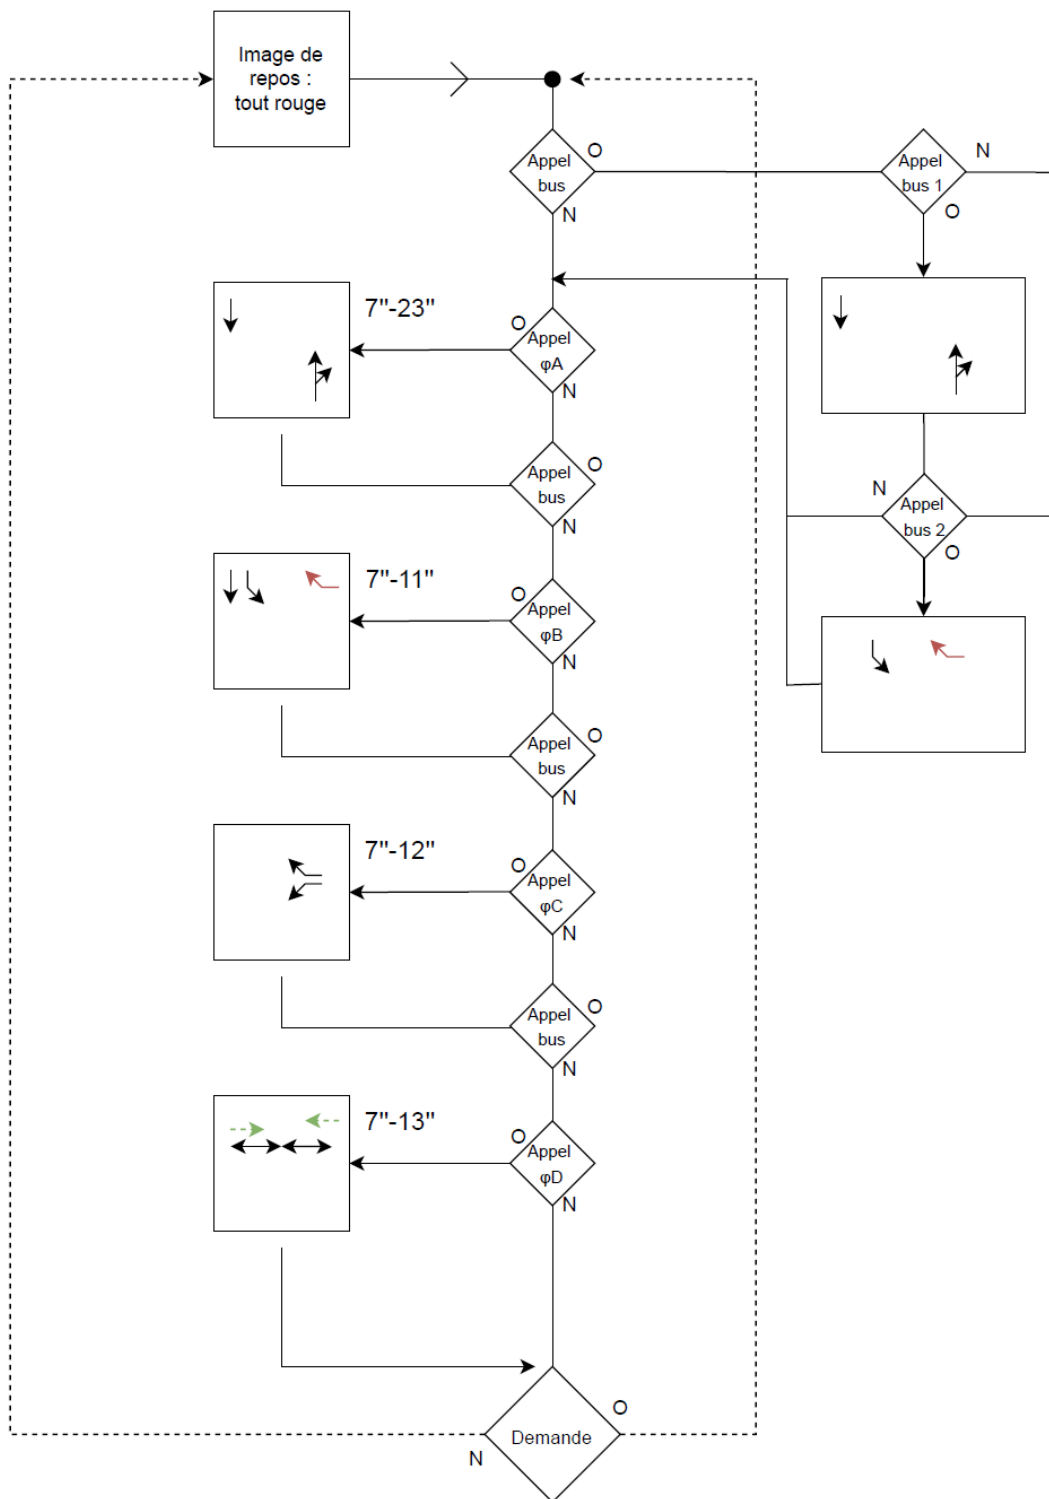 Image de
repos :
tout rouge
Appel
bus
O
N
Appel
bus 1
N
O
7"-23"
O
Appel
φA
N
Appel
bus
O
N
N
Appel
bus 2
O
7"-11"
O
Appel
φB
N
Appel
bus
O
N
7"-12"
O
Appel
φC
N
Appel
bus
O
N
7"-13"
O
Appel
φD
N
Demande
O
N